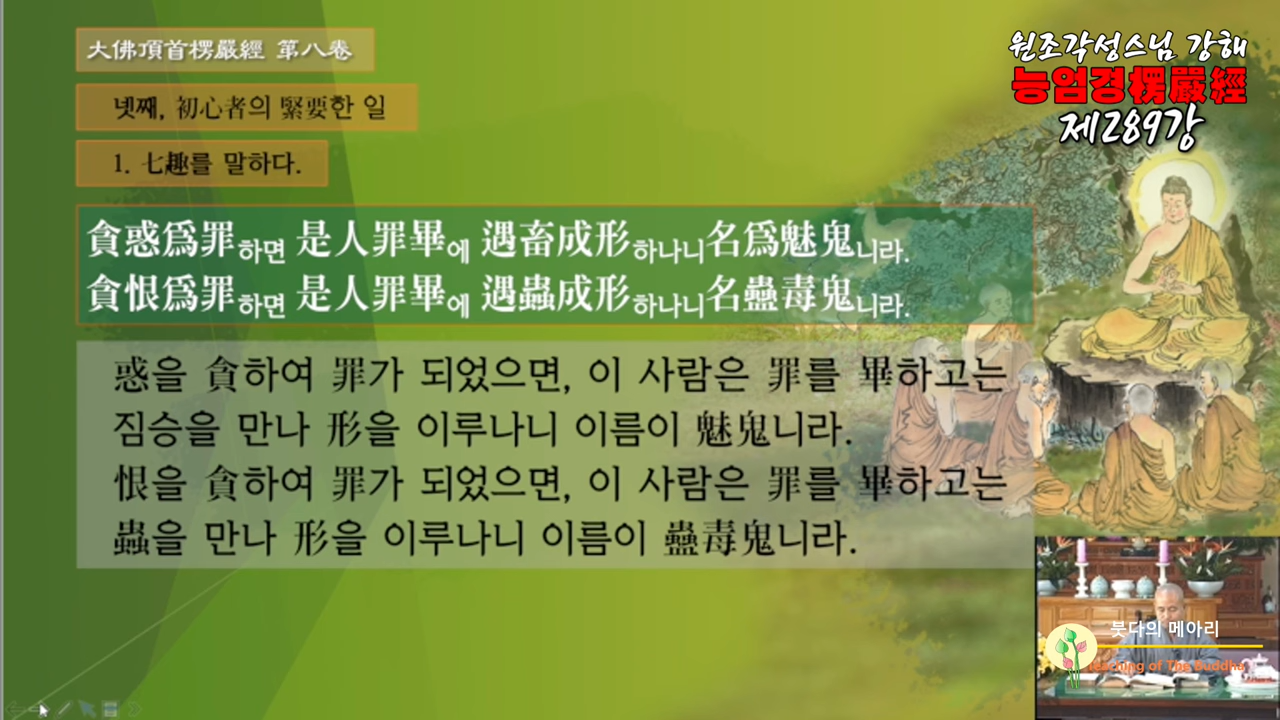 大佛頂首楞嚴經 第八卷
넷째, 初心者의 緊要한 일
1. 七趣를 말하다.
원조각성스님 강해
능엄경楞嚴經
제289강
貪惑爲罪하면 是人罪畢에 遇畜成形하나니名爲魅鬼니라.
貪恨爲罪하면 是人罪畢에 遇蟲成形하나니名蠱毒鬼니라.
惑을 貪하여 罪가 되었으면, 이 사람은 罪를 畢하고는
짐승을 만나 形을 이루나니 이름이 魅鬼니라.
恨을 貪하여 罪가 되었으면, 이 사람은 罪를 畢하고는
蟲을 만나 形을 이루나니 이름이 蠱毒鬼니라.
붓다의 메아리
of The Buddha